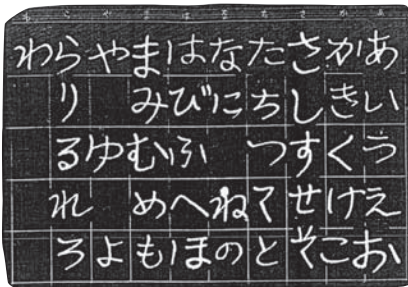 あいうえお
かきくけこ
さしすせそ
たちつてと
なにねの
はびふへほ
まみむめも
やゆよ
らりるれろ
わ